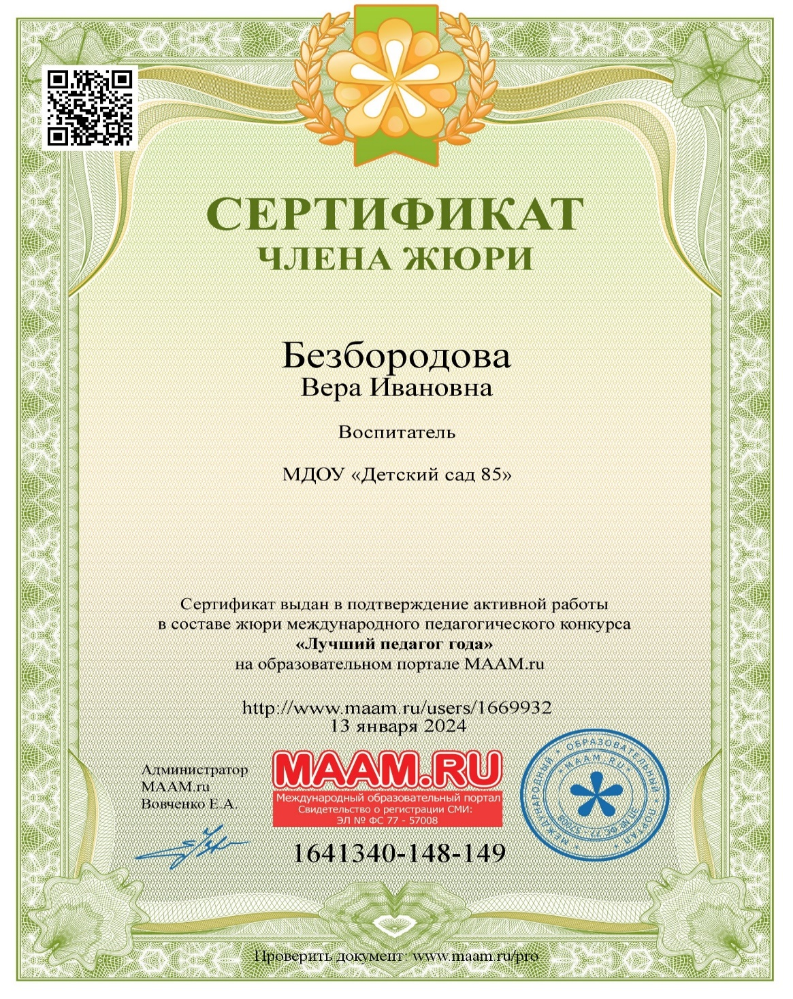 СЕРТИФИКАТ
ЧЛЕНА ЖЮРИ
Безбородова
Вера Ивановна
Воспитатель
МДОУ «Детский сад 85»
Сертификат выдан в подтверждение активной работы
в составе жюри международного педагогического конкурса
«Лучший педагог года»
на образовательном портале МААМ.ru
http://www.maam.ru/users/1669932
13 января 2024
Администратор
МААМ.ru
Вовченко Е.А.
MAAM.RU
Международный образовательный портал
Свидетельство о регистрации СМИ:
ЭЛ № ФС 77 - 57008
1641340-148-149
* МЕЖДУНАРОДНЫЙ * ОБРАЗОВАТЕЛЬНЫЙ * ПОРТАЛ *
* МААМ.RU *
ЭЛ № ФС 77 - 57008
Проверить документ: www.maam.ru/pro